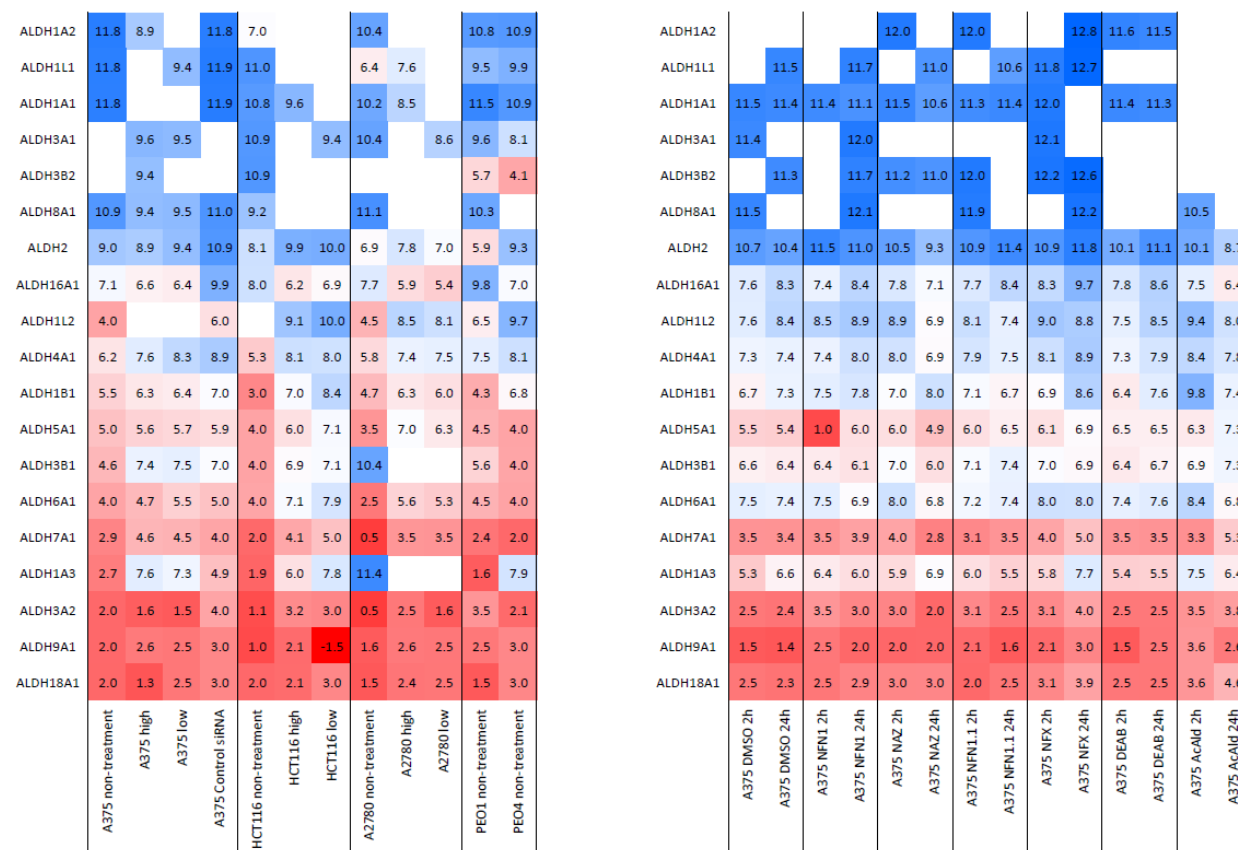 ALDH1A2 11.8 8.9 11.8 7.0 10.4 10.8 10.9
ALDH1L1 11.8 9.4 11.9 11.0 6.4 7.6 9.5 9.9
ALDH1A1 11.8 11.9 10.8 9.6 10.2 8.5 11.5 10.9
ALDH3A1 9.6 9.5 10.9 9.4 10.4 8.6 9.6 8.1
ALDH3B2 9.4 10.9 5.7 4.1
ALDH8A1 10.9 9.4 9.5 11.0 9.2 11.1 10.3
ALDH2 9.0 8.9 9.4 10.9 8.1 9.9 10.0 6.9 7.8 7.0 5.9 9.3
ALDH16A1 7.1 6.6 6.4 9.9 8.0 6.2 6.9 7.7 5.9 5.4 9.8 7.0
ALDH1L2 4.0 6.0 9.1 10.0 4.5 8.5 8.1 6.5 9.7
ALDH4A1 6.2 7.6 8.3 8.9 5.3 8.1 8.0 5.8 7.4 7.5 7.5 8.1
ALDH1B1 5.5 6.3 6.4 7.0 3.0 7.0 8.4 4.7 6.3 6.0 4.3 6.8
ALDH5A1 5.0 5.6 5.7 5.9 4.0 6.0 7.1 3.5 7.0 6.3 4.5 4.0
ALDH3B1 4.6 7.4 7.5 7.0 4.0 6.9 7.1 10.4 5.6 4.0
ALDH6A1 4.0 4.7 5.5 5.0 4.0 7.1 7.9 2.5 5.6 5.3 4.5 4.0
ALDH7A1 2.9 4.6 4.5 4.0 2.0 4.1 5.0 0.5 3.5 3.5 2.4 2.0
ALDH1A3 2.7 7.6 7.3 4.9 1.9 6.0 7.8 11.4 1.6 7.9
ALDH3A2 2.0 1.6 1.5 4.0 1.1 3.2 3.0 0.5 2.5 1.6 3.5 2.1
ALDH9A1 2.0 2.6 2.5 3.0 1.0 2.1 -1.5 1.6 2.6 2.5 2.5 3.0
ALDH18A1 2.0 1.3 2.5 3.0 2.0 2.1 3.0 1.5 2.4 2.5 1.5 3.0
A375 non-treatment
A375 high
A375 low
A375 Control siRNA
HCT116 non-treatment
HCT116 high
HCT116 low
A2780 non-treatment
A2780 high
A2780 low
PEO1 non-treatment
PEO4 non-treatment
ALDH1A2 12.0 12.0 12.8 11.6 11.5
ALDH1L1 11.5 11.7 11.0 10.6 11.8 12.7
ALDH1A1 11.5 11.4 11.4 11.1 11.5 10.6 11.3 11.4 12.0 11.4 11.3
ALDH3A1 11.4 12.0 12.1
ALDH3B2 11.3 11.7 11.2 11.0 12.0 12.2 12.6
ALDH8A1 11.5 12.1 11.9 12.2 10.5
ALDH2 10.7 10.4 11.5 11.0 10.5 9.3 10.9 11.4 10.9 11.8 10.1 11.1 10.1 8.7
ALDH16A1 7.6 8.3 7.4 8.4 7.8 7.1 7.7 8.4 8.3 9.7 7.8 8.6 7.5 6.4
ALDH1L2 7.6 8.4 8.5 8.9 8.9 6.9 8.1 7.4 9.0 8.8 7.5 8.5 9.4 8.0
ALDH4A1 7.3 7.4 7.4 8.0 8.0 6.9 7.9 7.5 8.1 8.9 7.3 7.9 8.4 7.8
ALDH1B1 6.7 7.3 7.5 7.8 7.0 8.0 7.1 6.7 6.9 8.6 6.4 7.6 9.8 7.4
ALDH5A1 5.5 5.4 1.0 6.0 6.0 4.9 6.0 6.5 6.1 6.9 6.5 6.5 6.3 7.3
ALDH3B1 6.6 6.4 6.4 6.1 7.0 6.0 7.1 7.4 7.0 6.9 6.4 6.7 6.9 7.3
ALDH6A1 7.5 7.4 7.5 6.9 8.0 6.8 7.2 7.4 8.0 8.0 7.4 7.6 8.4 6.8
ALDH7A1 3.5 3.4 3.5 3.9 4.0 2.8 3.1 3.5 4.0 5.0 3.5 3.5 3.3 5.3
ALDH1A3 5.3 6.6 6.4 6.0 5.9 6.9 6.0 5.5 5.8 7.7 5.4 5.5 7.5 6.4
ALDH3A2 2.5 2.4 3.5 3.0 3.0 2.0 3.1 2.5 3.1 4.0 2.5 2.5 3.5 3.8
ALDH9A1 1.5 1.4 2.5 2.0 2.0 2.0 2.1 1.6 2.1 3.0 1.5 2.5 3.6 2.6
ALDH18A1 2.5 2.3 2.5 2.9 3.0 3.0 2.0 2.5 3.1 3.9 2.5 2.5 3.6 4.6
A375 DMSO 2h
A375 DMSO 24h
A375 NFN1 2h
A375 NFN1 24h
A375 NAZ 2h
A375 NAZ 24h
A375 NFN1.1 2h
A375 NFN1.1 24h
A375 NFX 2h
A375 NFX 24h
A375 DEAB 2h
A375 DEAB 24h
A375 AcAld 2h
A375 AcAld 24h